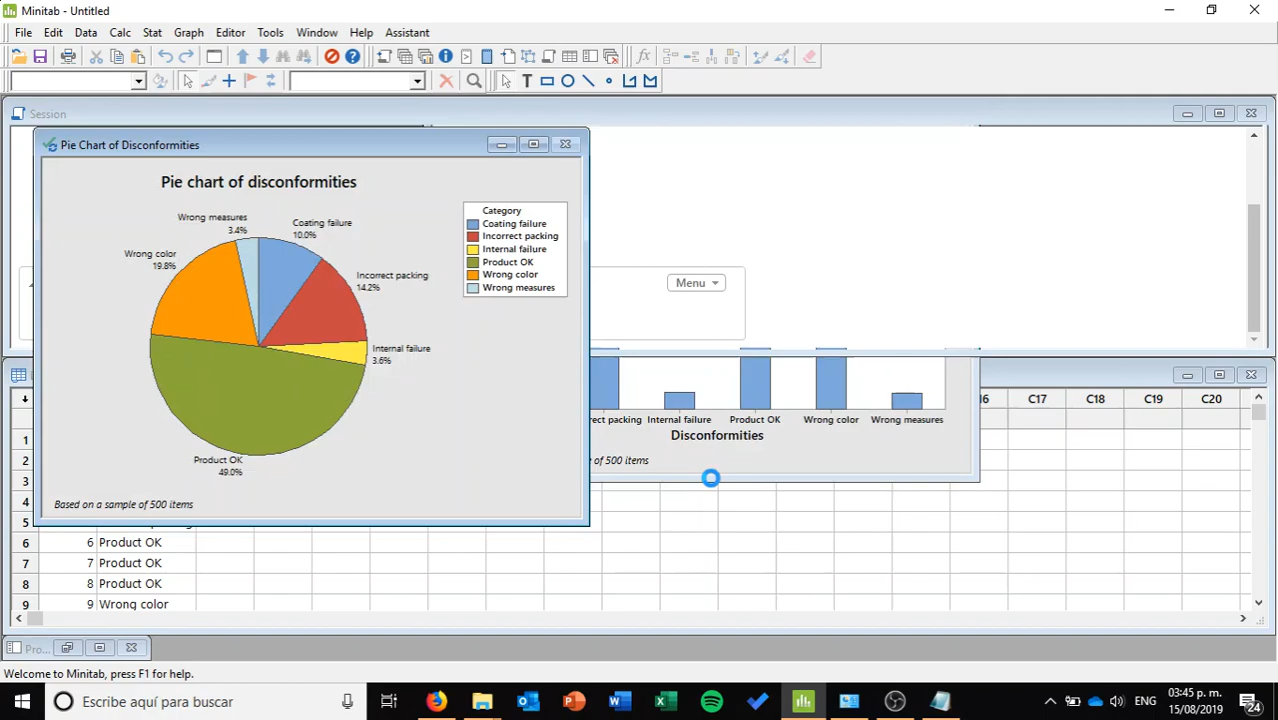 Minitab - Untitled
File Edit Data Calc Stat Graph Editor Tools Window Help Assistant
Session
Pie Chart of Disconformities
Pie chart of disconformities
Wrong measures
3.4%
Coating failure
10.0%
Wrong color
19.8%
Incorrect packing
14.2%
Internal failure
3.6%
Product OK
49.0%
Based on a sample of 500 items
Category
Coating failure
Incorrect packing
Internal failure
Product OK
Wrong color
Wrong measures
Menu
rect packing Internal failure Product OK Wrong color Wrong measures
Disconformities
e of 500 items
C17 C18 C19 C20
1
2
3
4
5
6 6 Product OK
7 7 Product OK
8 8 Product OK
9 9 Wrong color
Pro...
Welcome to Minitab, press F1 for help.
Escribe aquí para buscar
ENG
03:45 p. m.
15/08/2019
24